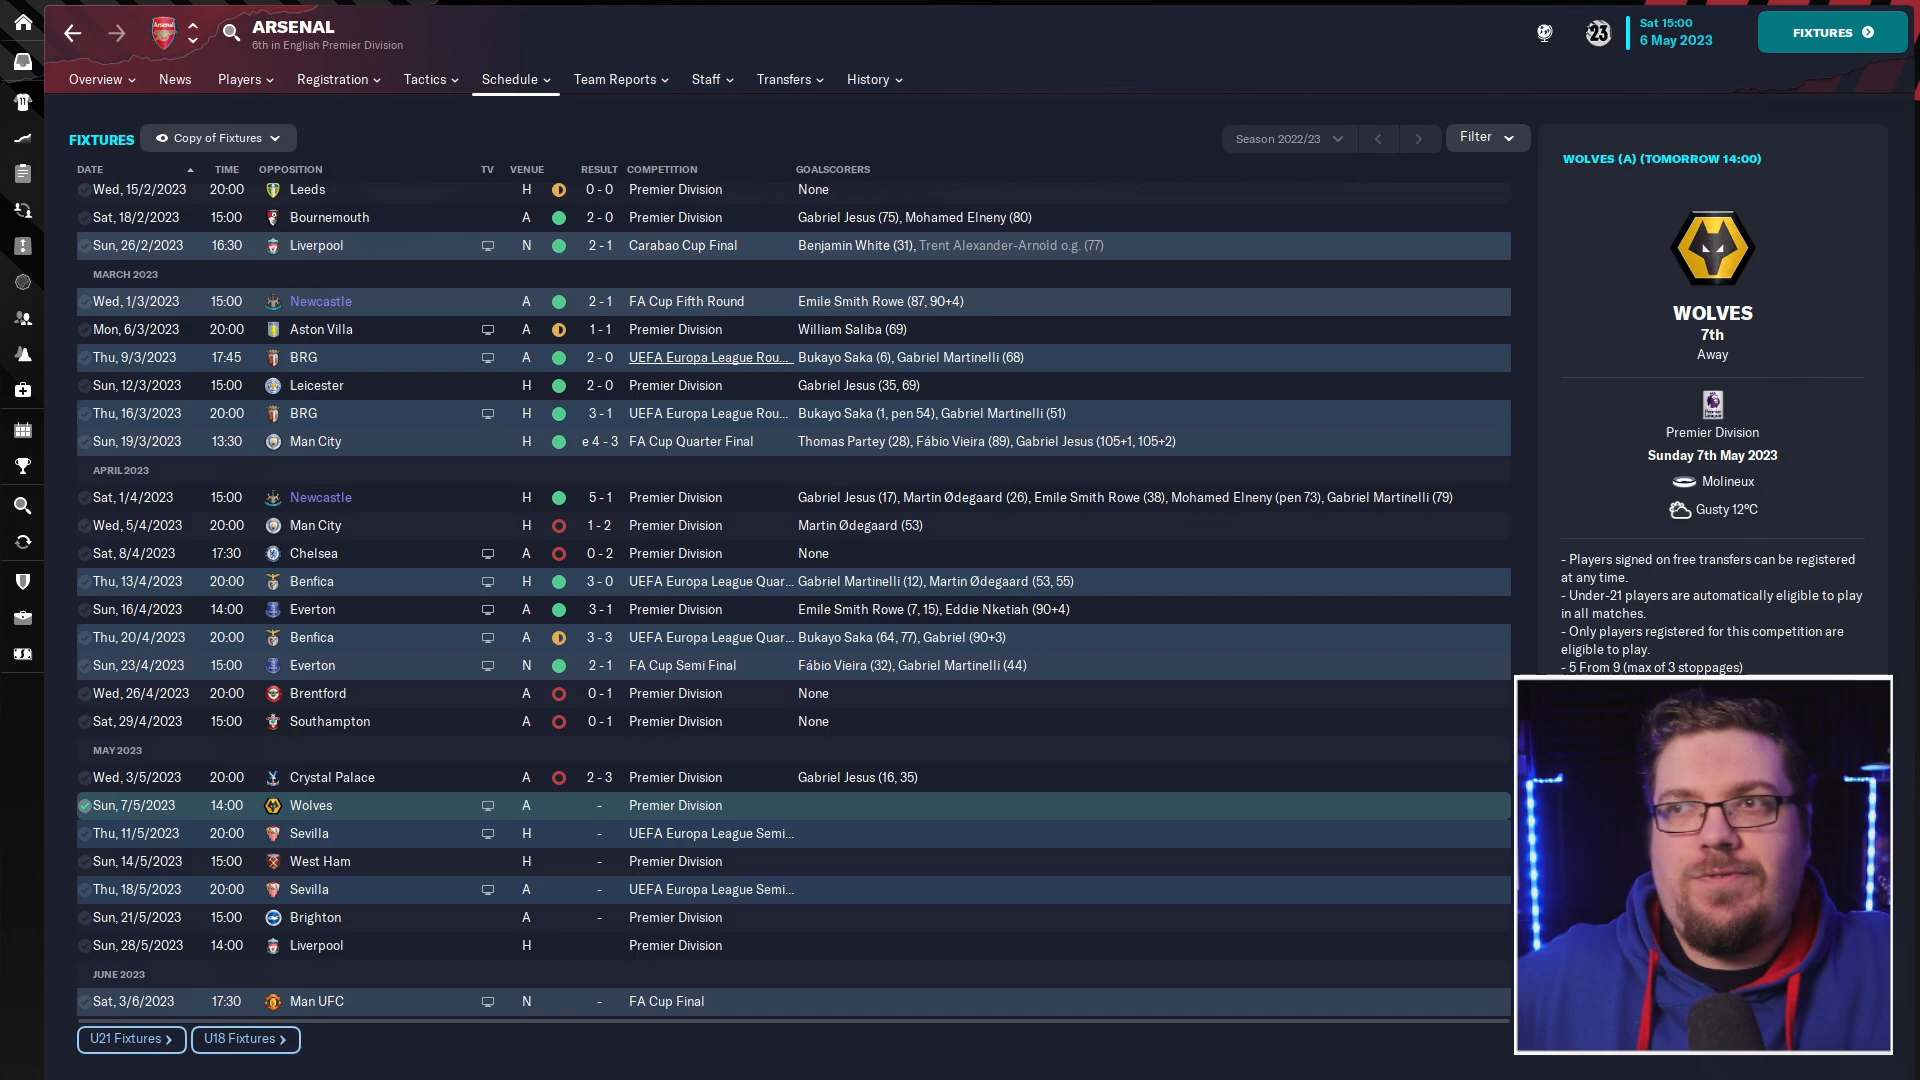 ARSENAL
6th in English Premier Division
23
Sat 15:00
6 May 2023
FIXTURES
Overview News Players Registration Tactics Schedule Team Reports Staff Transfers History
FIXTURES Copy of Fixtures Season 2022/23 Filter
DATE TIME OPPOSITION TV VENUE RESULT COMPETITION GOALSCORERS
Wed, 15/2/2023 20:00 Leeds H 0 - 0 Premier Division None
Sat, 18/2/2023 15:00 Bournemouth A 2 - 0 Premier Division Gabriel Jesus (75), Mohamed Elneny (80)
Sun, 26/2/2023 16:30 Liverpool N 2 - 1 Carabao Cup Final Benjamin White (31), Trent Alexander-Arnold o.g. (77)
MARCH 2023
Wed, 1/3/2023 15:00 Newcastle A 2 - 1 FA Cup Fifth Round Emile Smith Rowe (87, 90+4)
Mon, 6/3/2023 20:00 Aston Villa A 1 - 1 Premier Division William Saliba (69)
Thu, 9/3/2023 17:45 BRG A 2 - 0 UEFA Europa League Rou... Bukayo Saka (6), Gabriel Martinelli (68)
Sun, 12/3/2023 15:00 Leicester H 2 - 0 Premier Division Gabriel Jesus (35, 69)
Thu, 16/3/2023 20:00 BRG H 3 - 1 UEFA Europa League Rou... Bukayo Saka (1, pen 54), Gabriel Martinelli (51)
Sun, 19/3/2023 13:30 Man City H e 4 - 3 FA Cup Quarter Final Thomas Partey (28), Fábio Vieira (89), Gabriel Jesus (105+1, 105+2)
APRIL 2023
Sat, 1/4/2023 15:00 Newcastle H 5 - 1 Premier Division Gabriel Jesus (17), Martin Ødegaard (26), Emile Smith Rowe (38), Mohamed Elneny (pen 73), Gabriel Martinelli (79)
Wed, 5/4/2023 20:00 Man City H 1 - 2 Premier Division Martin Ødegaard (53)
Sat, 8/4/2023 17:30 Chelsea A 0 - 2 Premier Division None
Thu, 13/4/2023 20:00 Benfica H 3 - 0 UEFA Europa League Quar... Gabriel Martinelli (12), Martin Ødegaard (53, 55)
Sun, 16/4/2023 14:00 Everton A 3 - 1 Premier Division Emile Smith Rowe (7, 15), Eddie Nketiah (90+4)
Thu, 20/4/2023 20:00 Benfica A 3 - 3 UEFA Europa League Quar... Bukayo Saka (64, 77), Gabriel (90+3)
Sun, 23/4/2023 15:00 Everton N 2 - 1 FA Cup Semi Final Fábio Vieira (32), Gabriel Martinelli (44)
Wed, 26/4/2023 20:00 Brentford A 0 - 1 Premier Division None
Sat, 29/4/2023 15:00 Southampton A 0 - 1 Premier Division None
MAY 2023
Wed, 3/5/2023 20:00 Crystal Palace A 2 - 3 Premier Division Gabriel Jesus (16, 35)
Sun, 7/5/2023 14:00 Wolves A - Premier Division
Thu, 11/5/2023 20:00 Sevilla H - UEFA Europa League Semi...
Sun, 14/5/2023 15:00 West Ham H - Premier Division
Thu, 18/5/2023 20:00 Sevilla A - UEFA Europa League Semi...
Sun, 21/5/2023 15:00 Brighton A - Premier Division
Sun, 28/5/2023 14:00 Liverpool H Premier Division
JUNE 2023
Sat, 3/6/2023 17:30 Man UFC N - FA Cup Final
U21 Fixtures U18 Fixtures
WOLVES (A) (TOMORROW 14:00)
WOLVES
7th
Away
Premier Division
Sunday 7th May 2023
Molineux
Gusty 12ºC
- Players signed on free transfers can be registered
at any time.
- Under-21 players are automatically eligible to play
in all matches.
- Only players registered for this competition are
eligible to play.
- 5 From 9 (max of 3 stoppages)